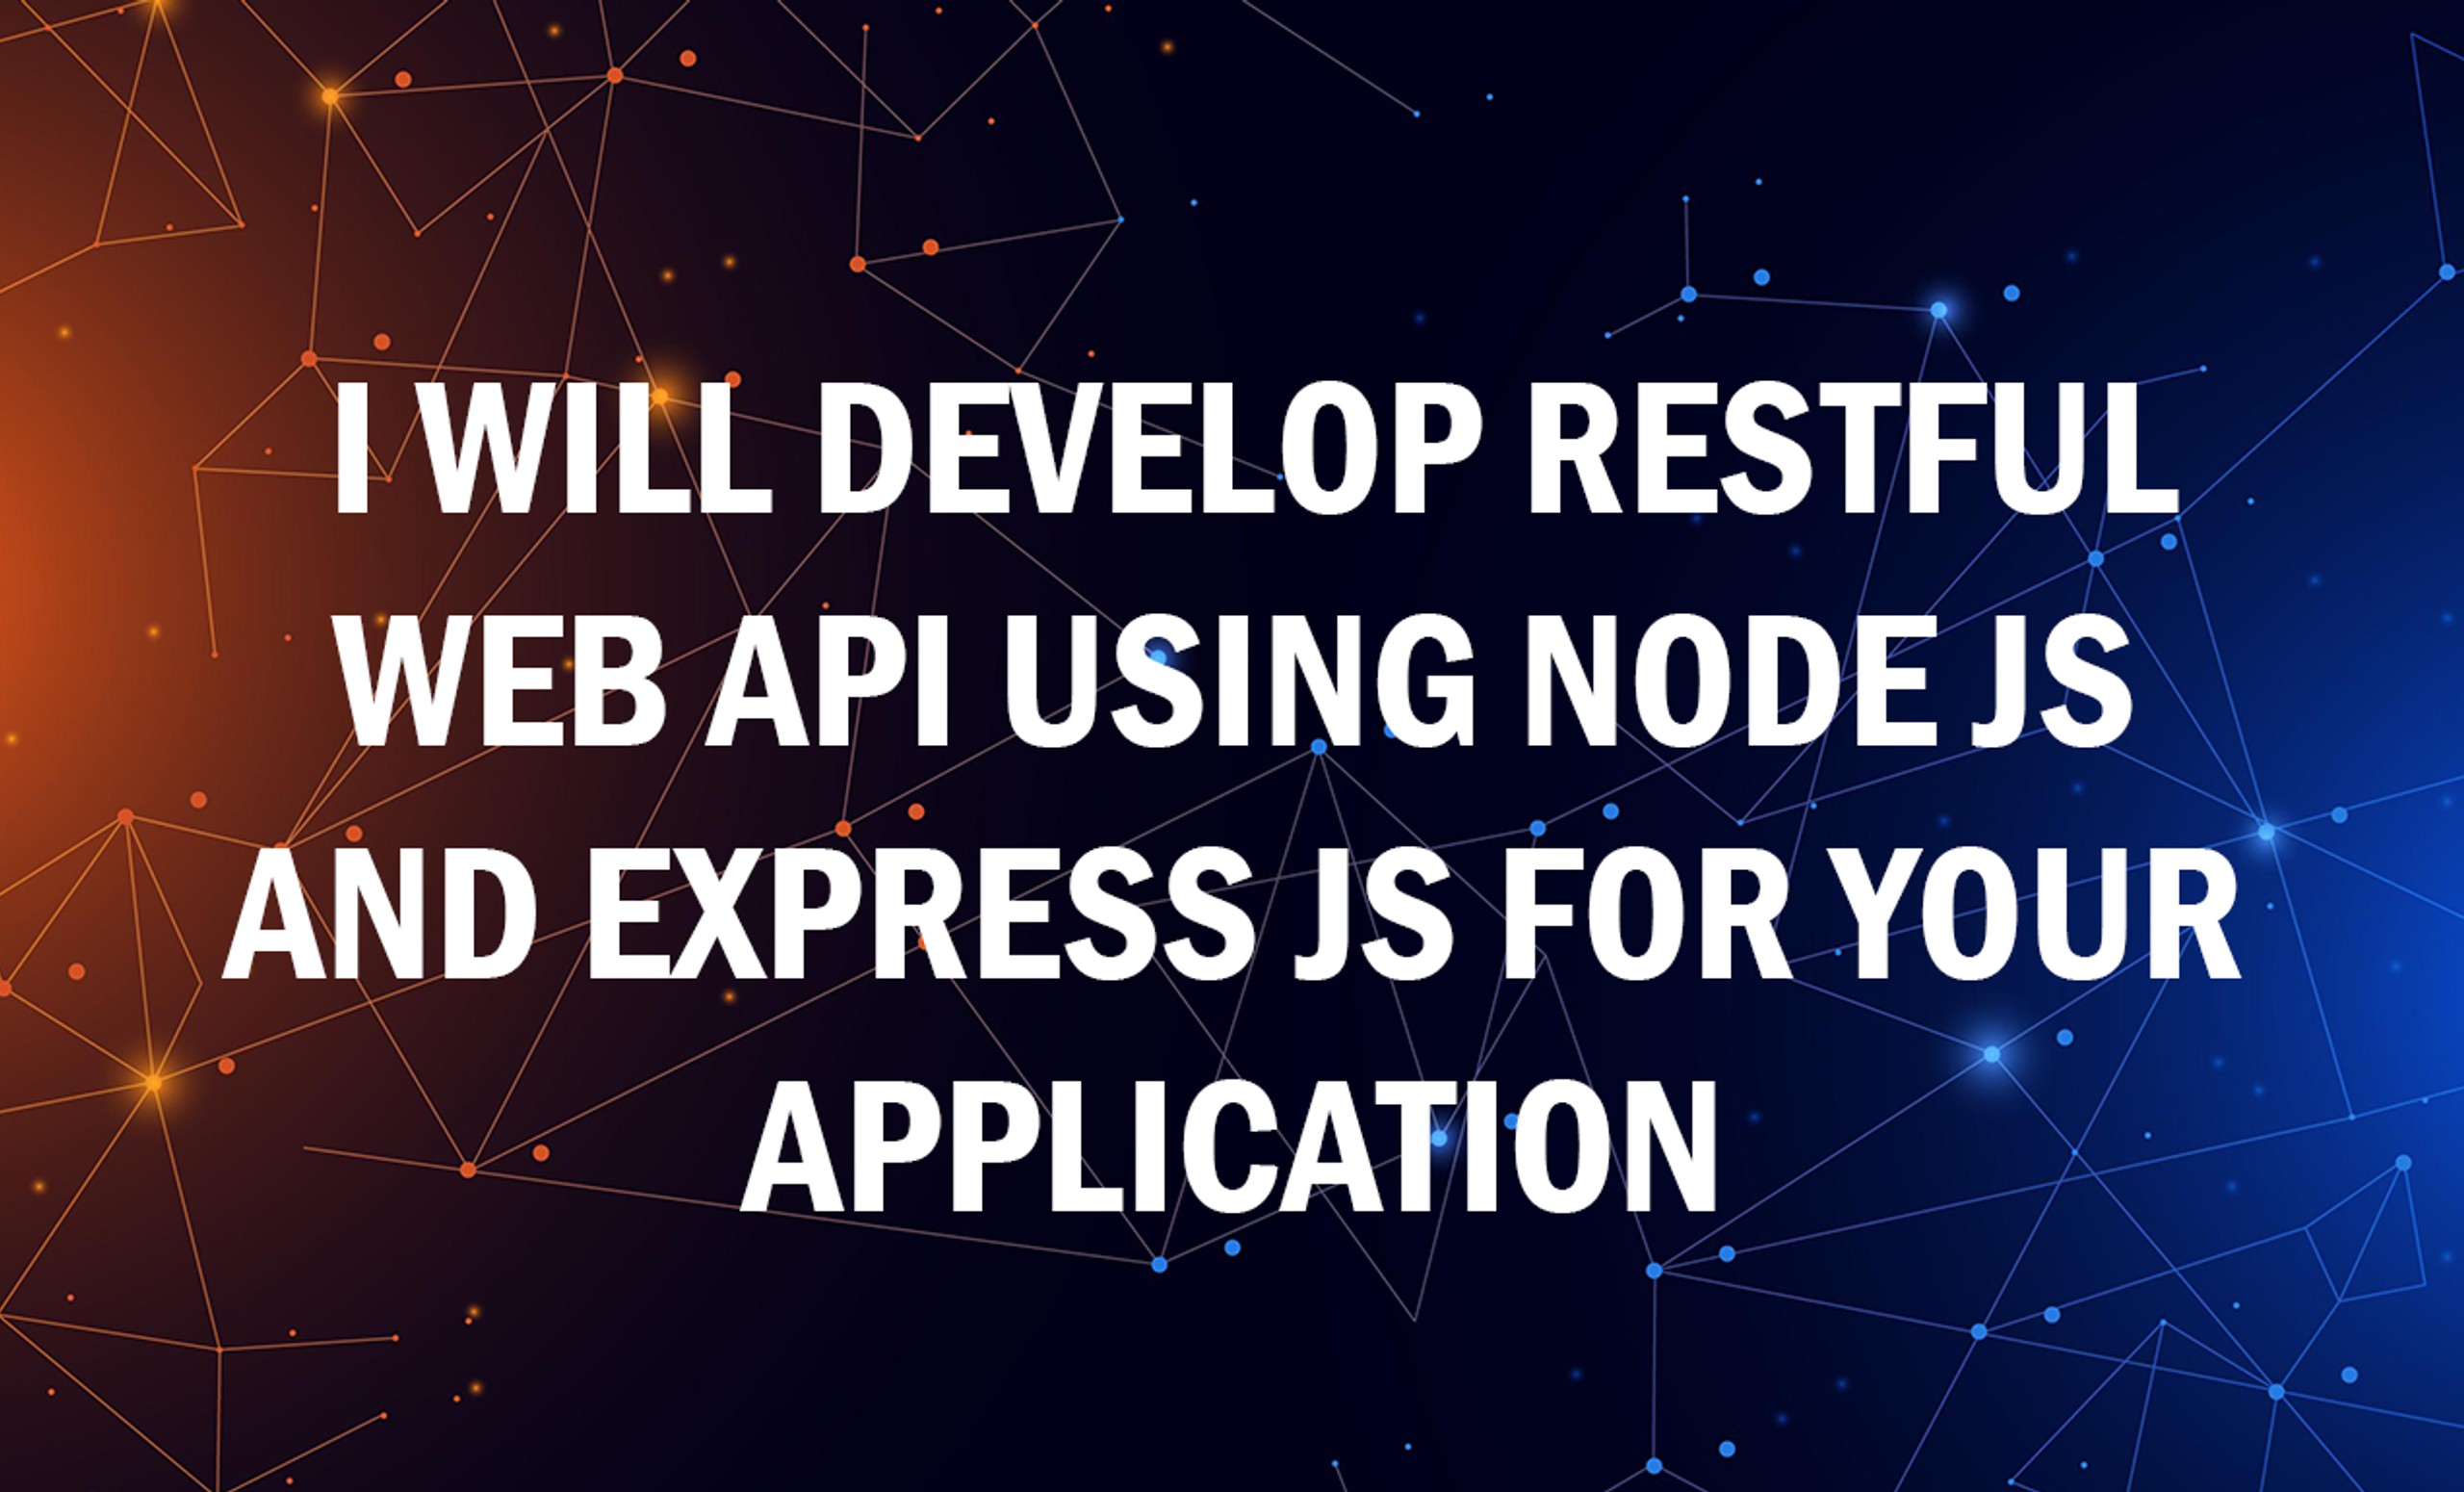 I WILL DEVELOP RESTFUL
WEB API USING NODE JS
AND EXPRESS JS FOR YOUR
APPLICATION